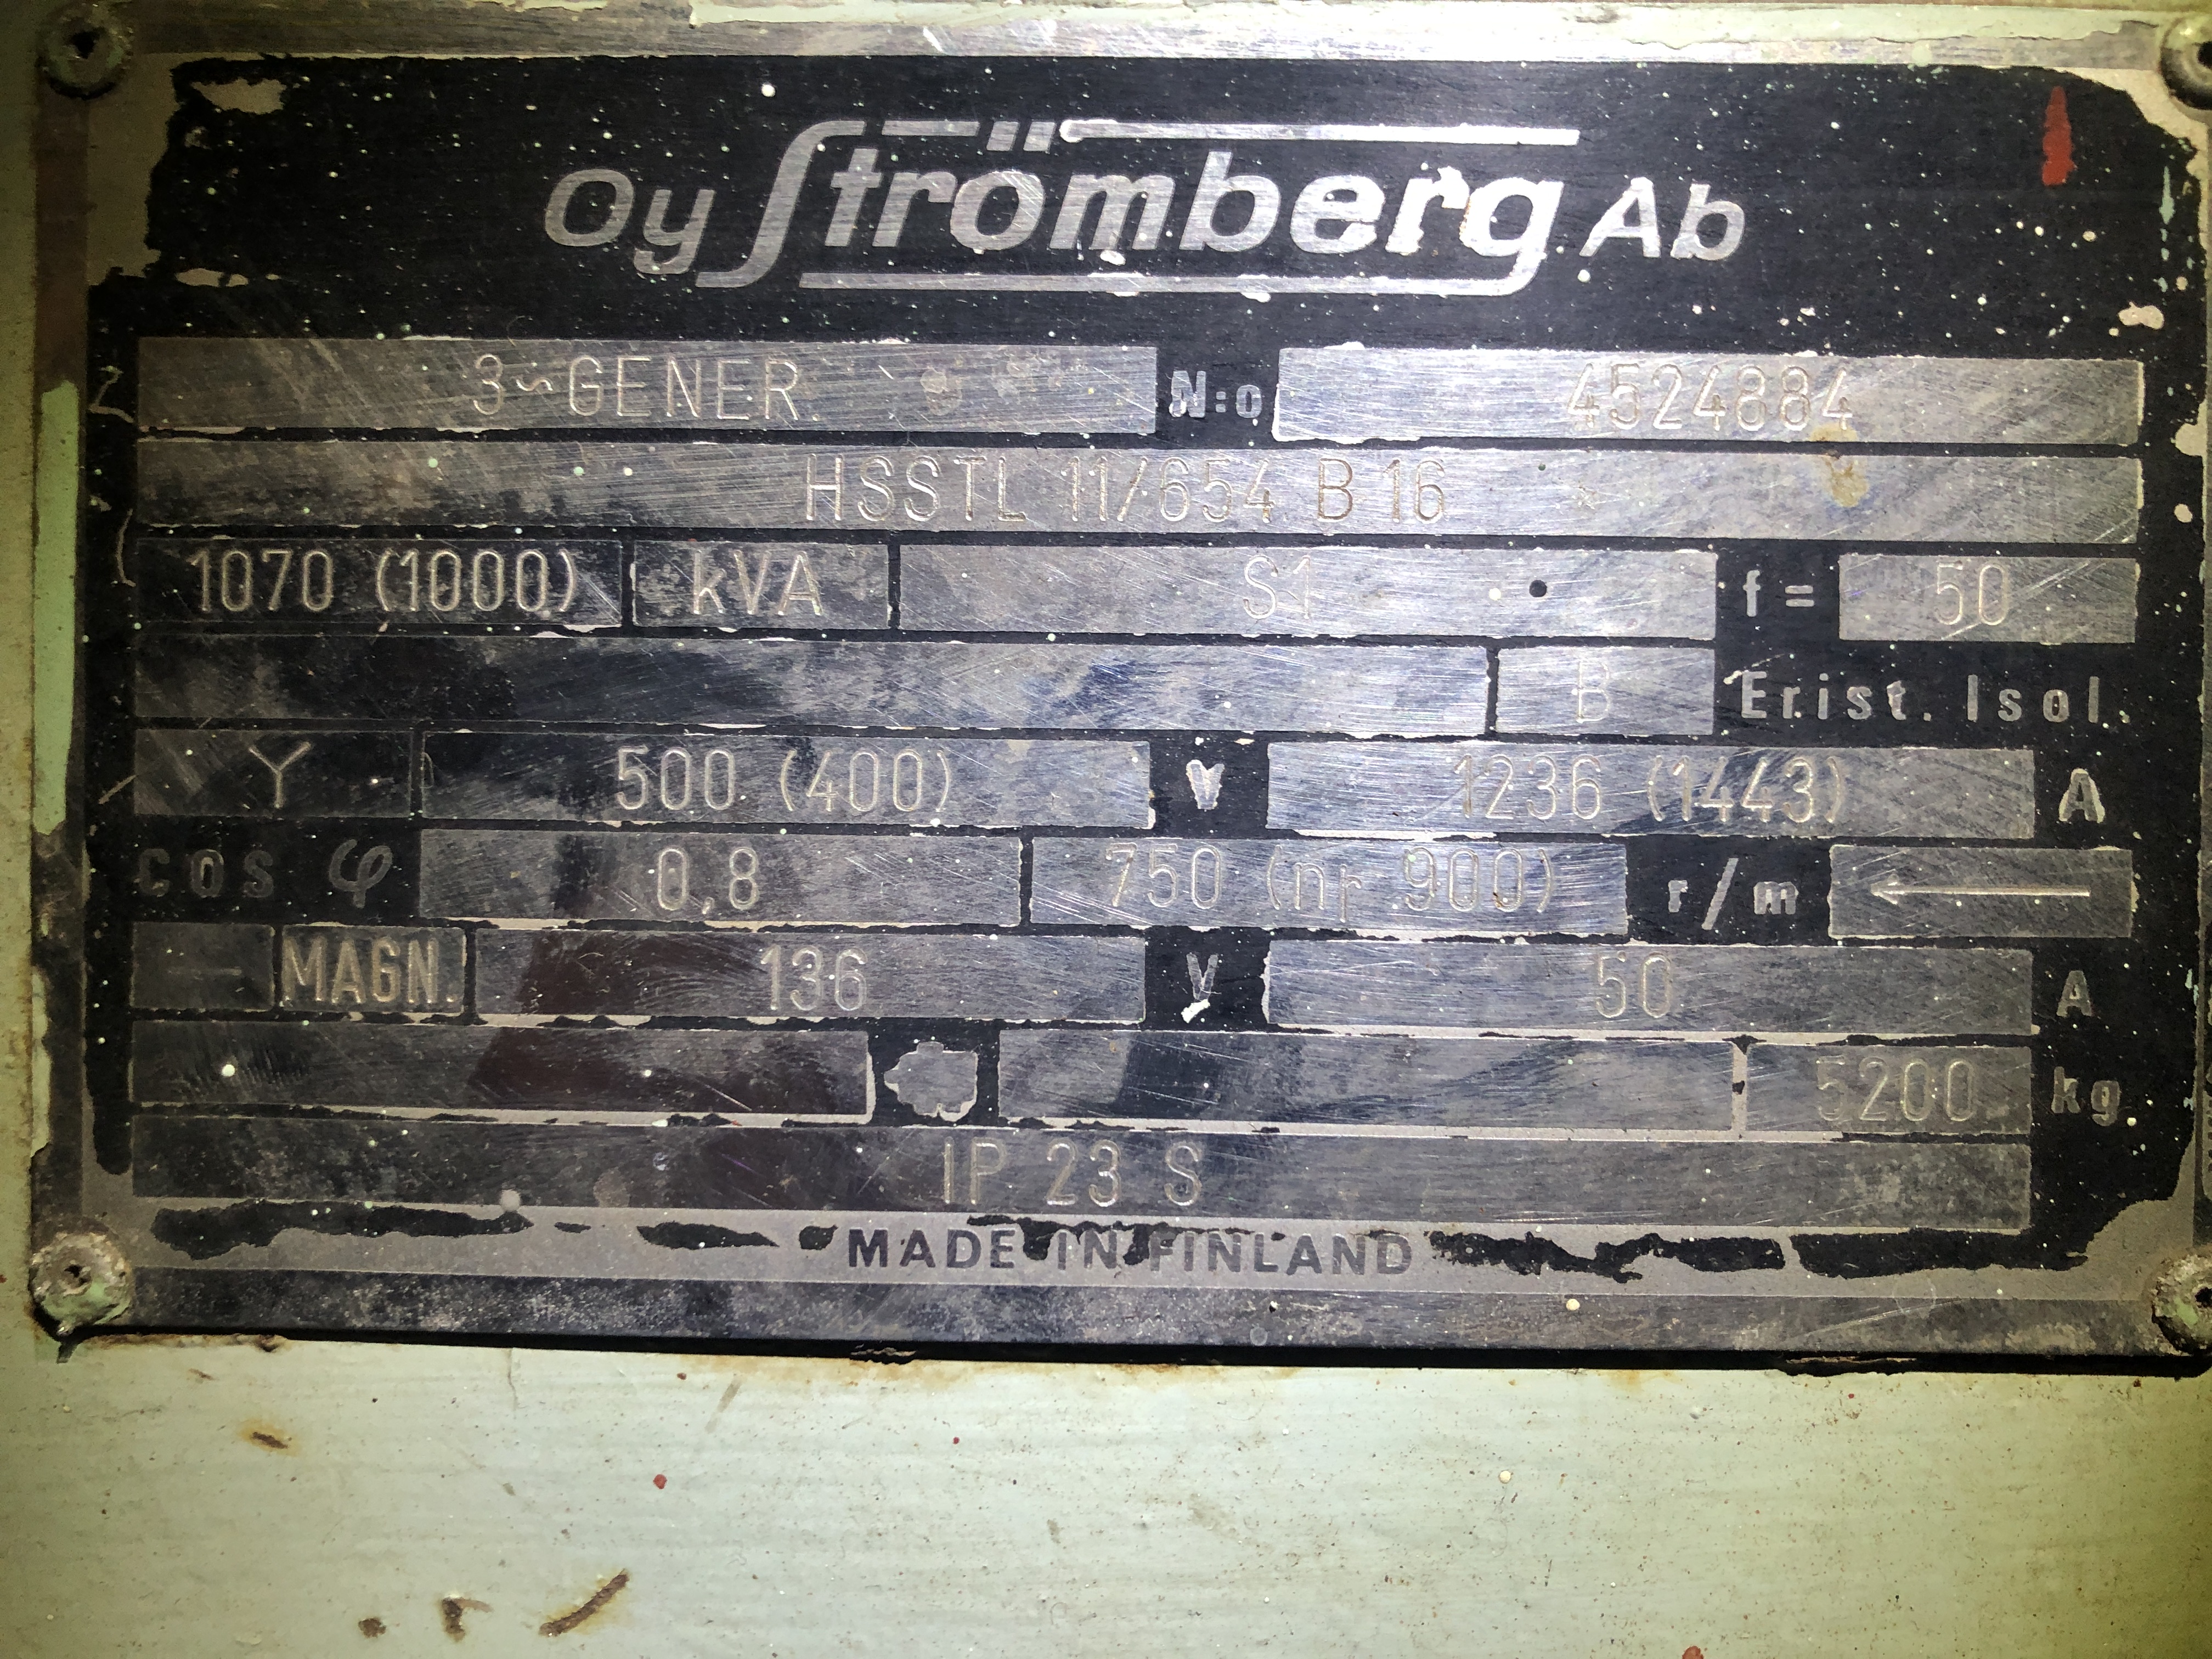 Oy Strömberg Ab
3~GENER. N:o 4524884
HSSTL 11/654 B 16
1070 (1000) kVA S1 f = 50
B Erist. Isol.
Y 500 (400) V 1236 (1443) A
cos φ 0,8 750 (nr 900) r/m ←
— MAGN. 136 V 50 A
5200 kg
IP 23 S
MADE IN FINLAND